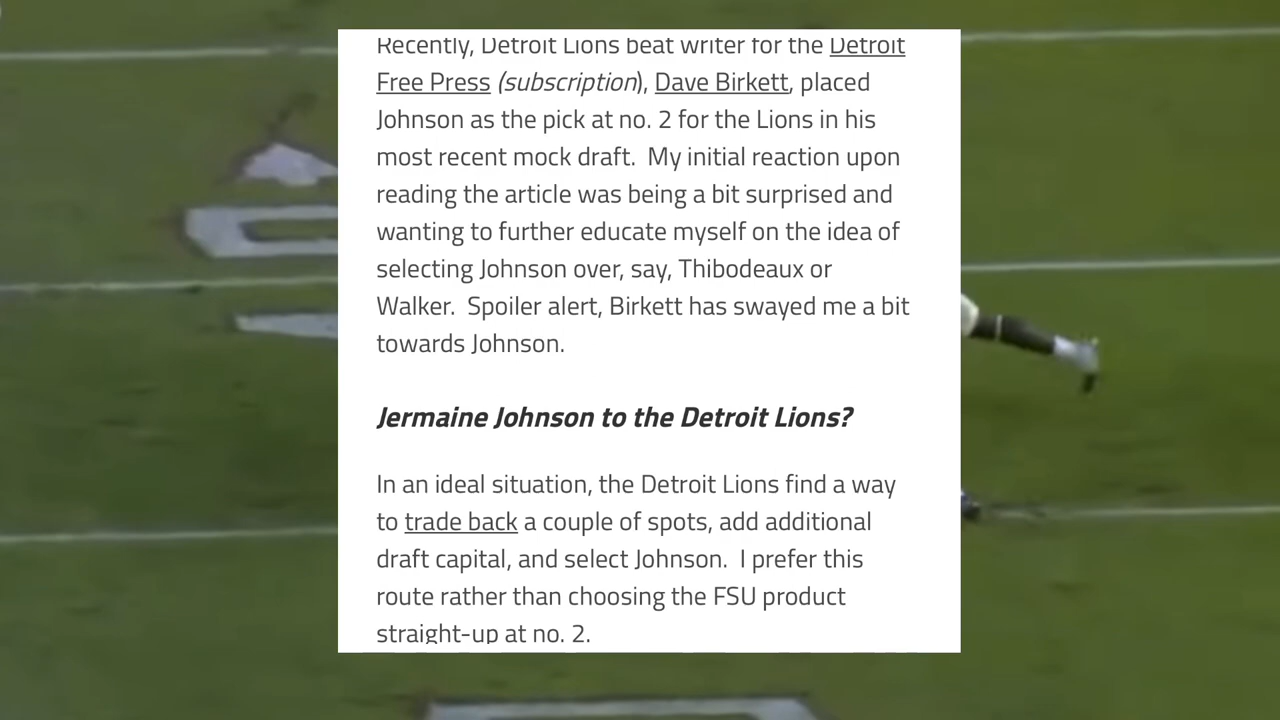 Recently, Detroit Lions beat writer for the Detroit
Free Press (subscription), Dave Birkett, placed
Johnson as the pick at no. 2 for the Lions in his
most recent mock draft.  My initial reaction upon
reading the article was being a bit surprised and
wanting to further educate myself on the idea of
selecting Johnson over, say, Thibodeaux or
Walker.  Spoiler alert, Birkett has swayed me a bit
towards Johnson.
Jermaine Johnson to the Detroit Lions?
In an ideal situation, the Detroit Lions find a way
to trade back a couple of spots, add additional
draft capital, and select Johnson.  I prefer this
route rather than choosing the FSU product
straight-up at no. 2.